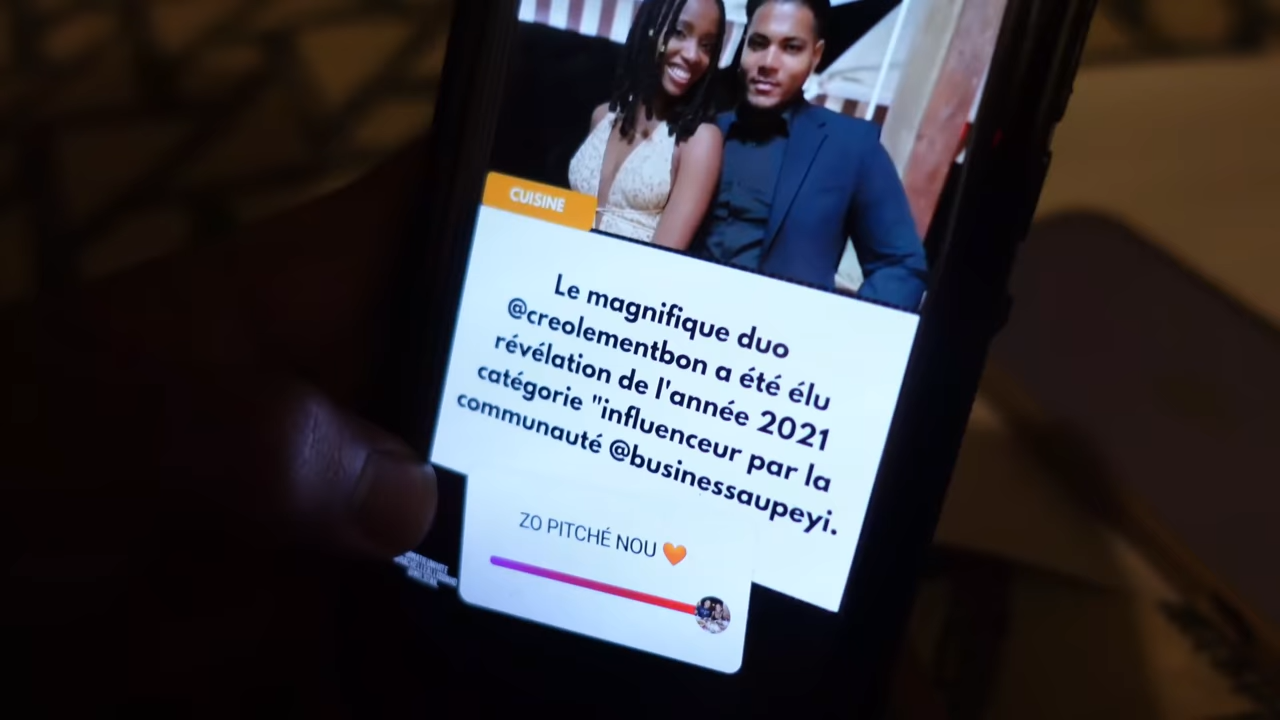 CUISINE
Le magnifique duo
@creolementbon a été élu
révélation de l'année 2021
catégorie "influenceur par la
communauté @businessaupeyi.
ZO PITCHÉ NOU 🧡